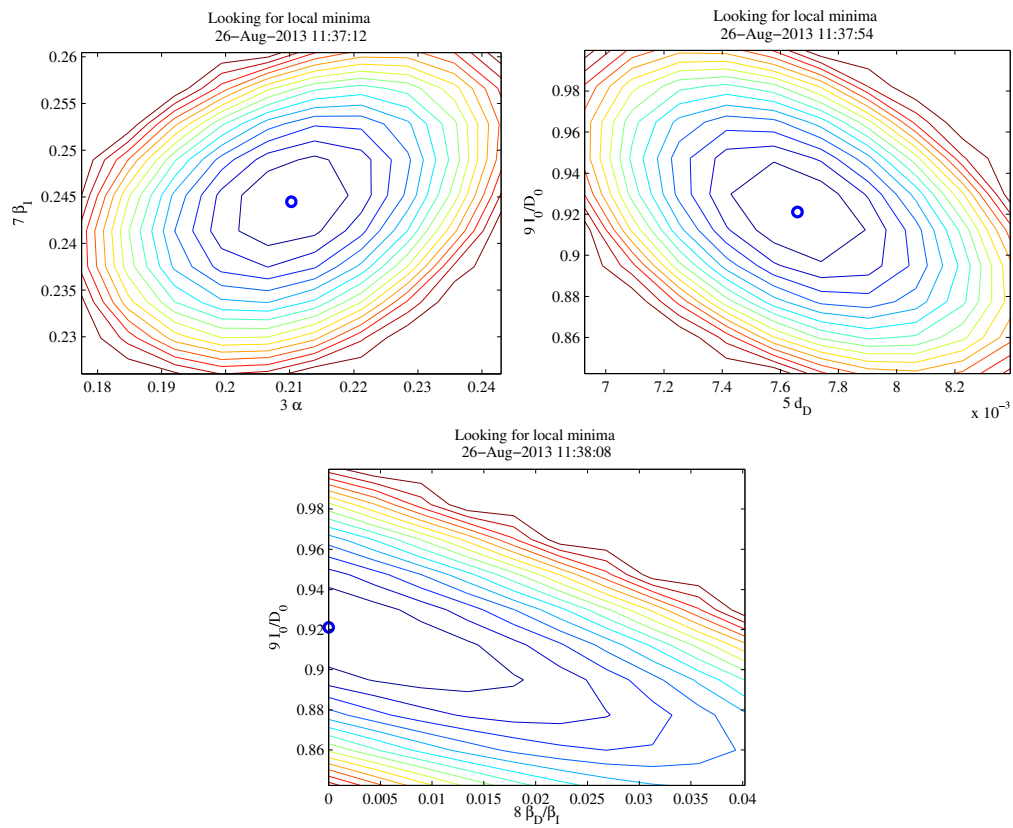 Looking for local minima
26−Aug−2013 11:37:12
0.26
0.255
0.25
0.245
0.24
0.235
0.23
7 β_I
0.18 0.19 0.2 0.21 0.22 0.23 0.24
3 α
Looking for local minima
26−Aug−2013 11:37:54
0.98
0.96
0.94
0.92
0.9
0.88
0.86
9 I_0/D_0
7 7.2 7.4 7.6 7.8 8 8.2
5 d_D
x 10^−3
Looking for local minima
26−Aug−2013 11:38:08
0.98
0.96
0.94
0.92
0.9
0.88
0.86
9 I_0/D_0
0 0.005 0.01 0.015 0.02 0.025 0.03 0.035 0.04
8 β_D/β_I